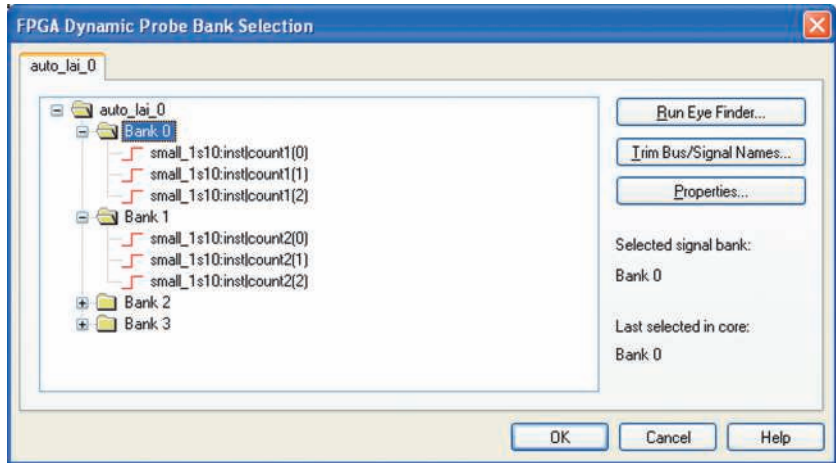 FPGA Dynamic Probe Bank Selection
auto_lai_0
auto_lai_0
Bank 0
small_1s10:inst|count1(0)
small_1s10:inst|count1(1)
small_1s10:inst|count1(2)
Bank 1
small_1s10:inst|count2(0)
small_1s10:inst|count2(1)
small_1s10:inst|count2(2)
Bank 2
Bank 3
Run Eye Finder...
Trim Bus/Signal Names...
Properties...
Selected signal bank:
Bank 0
Last selected in core:
Bank 0
OK
Cancel
Help